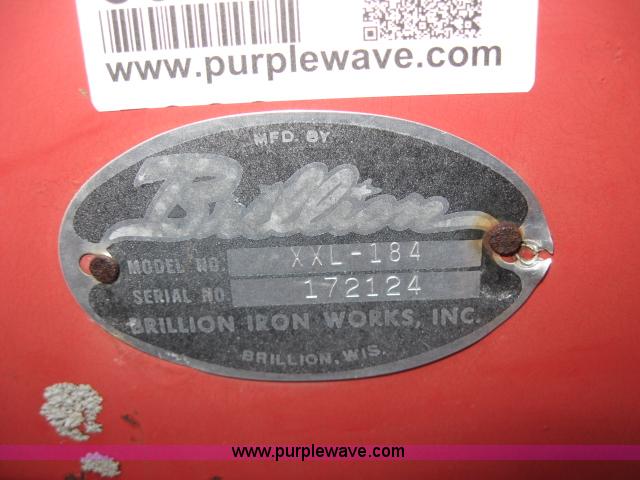 www.purplewave.com
MFD. BY
Brillion
MODEL NO. XXL-184
SERIAL NO. 172124
BRILLION IRON WORKS, INC.
BRILLION, WIS.
www.purplewave.com